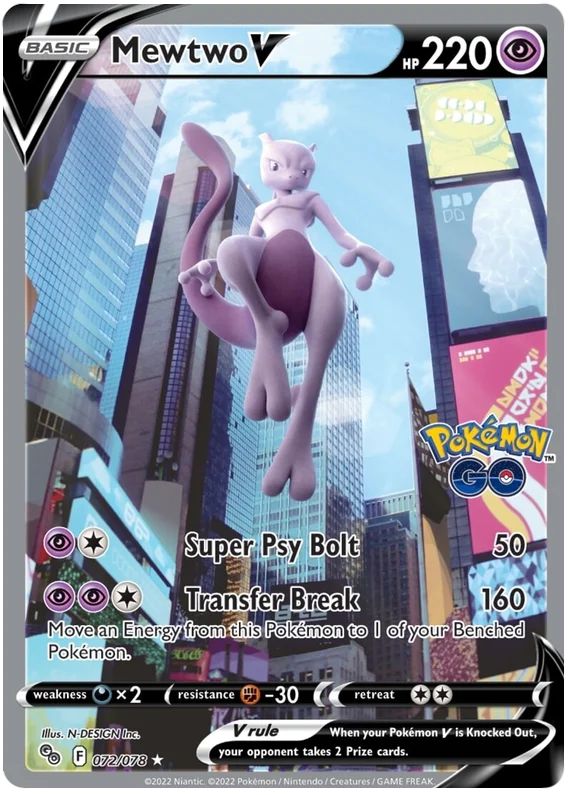 BASIC
Mewtwo V
HP 220
Pokémon
TM
GO
Super Psy Bolt 50
Transfer Break 160
Move an Energy from this Pokémon to 1 of your Benched
Pokémon.
weakness ×2 resistance -30 retreat
Illus. N-DESIGN Inc.
V rule When your Pokémon V is Knocked Out,
your opponent takes 2 Prize cards.
F 072/078 ★
©2022 Niantic. ©2022 Pokémon / Nintendo / Creatures / GAME FREAK.